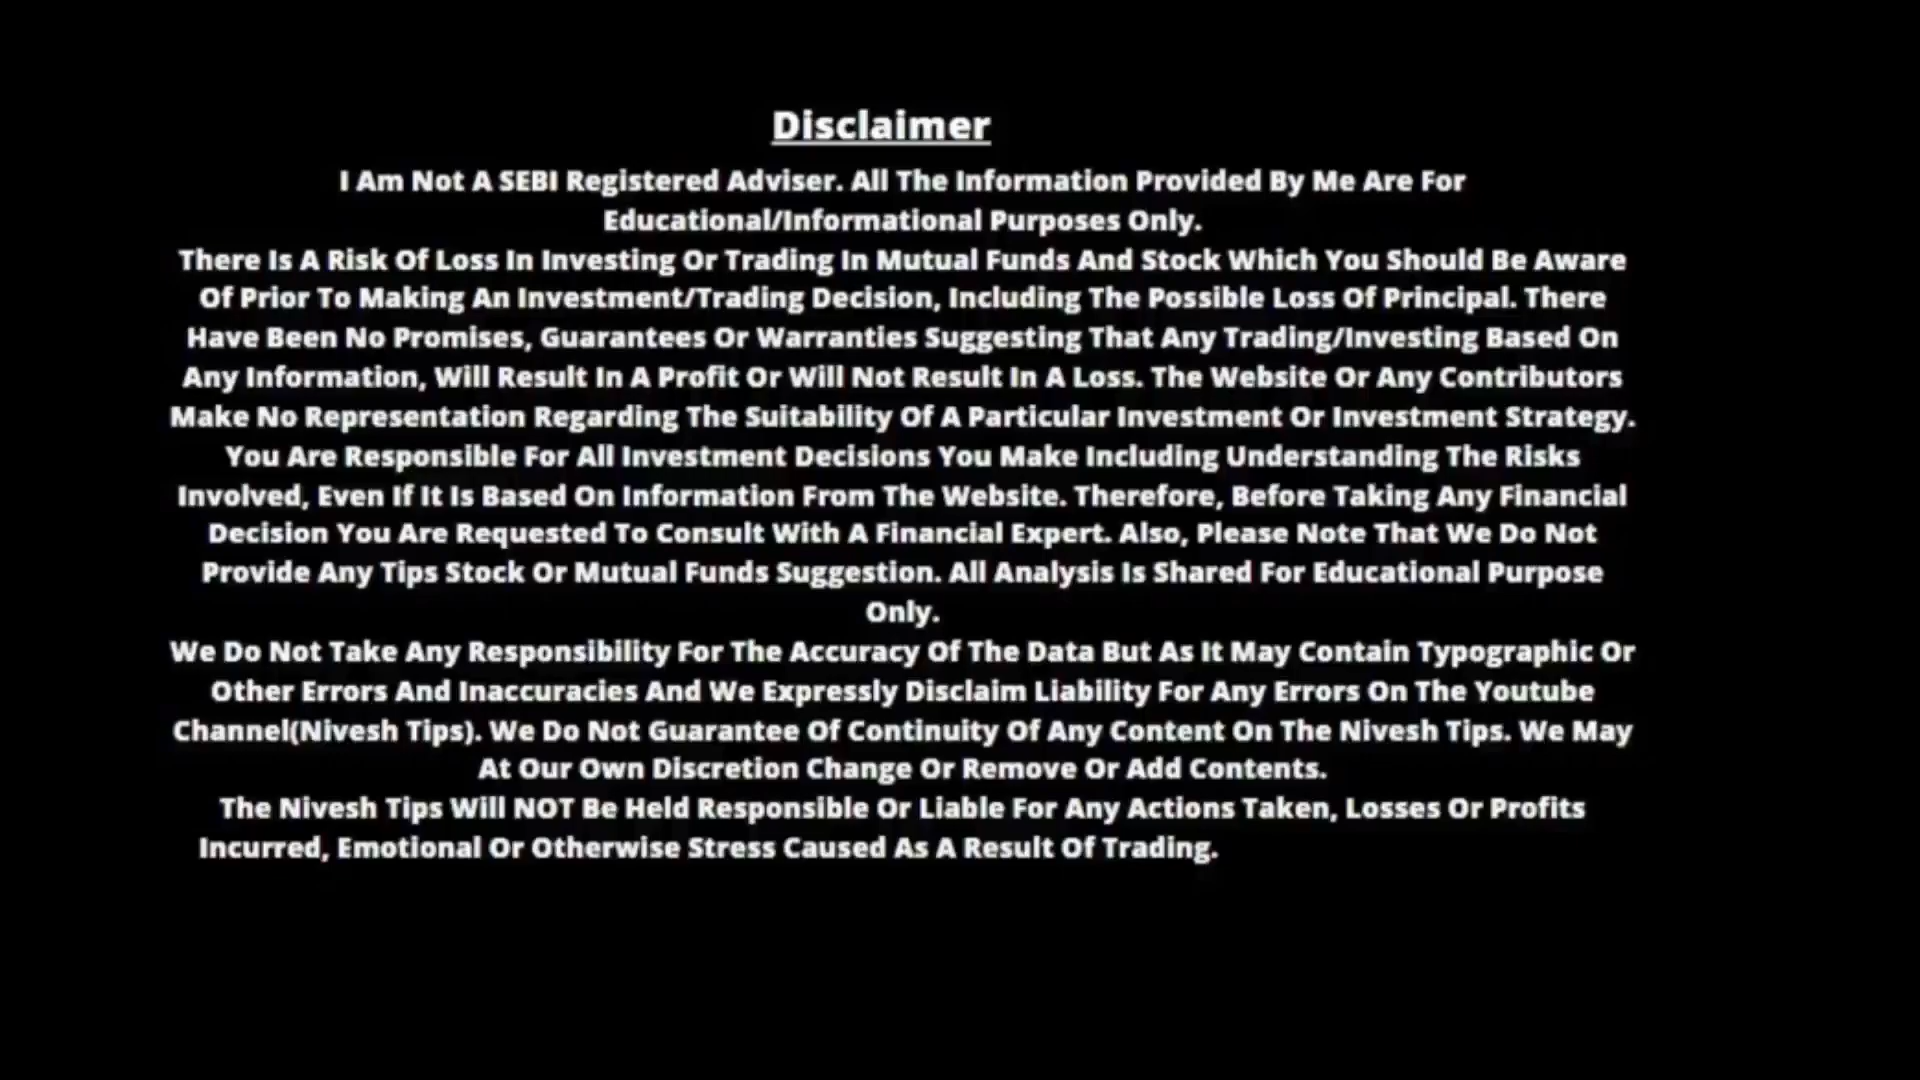 Disclaimer
I Am Not A SEBI Registered Adviser. All The Information Provided By Me Are For
Educational/Informational Purposes Only.
There Is A Risk Of Loss In Investing Or Trading In Mutual Funds And Stock Which You Should Be Aware
Of Prior To Making An Investment/Trading Decision, Including The Possible Loss Of Principal. There
Have Been No Promises, Guarantees Or Warranties Suggesting That Any Trading/Investing Based On
Any Information, Will Result In A Profit Or Will Not Result In A Loss. The Website Or Any Contributors
Make No Representation Regarding The Suitability Of A Particular Investment Or Investment Strategy.
You Are Responsible For All Investment Decisions You Make Including Understanding The Risks
Involved, Even If It Is Based On Information From The Website. Therefore, Before Taking Any Financial
Decision You Are Requested To Consult With A Financial Expert. Also, Please Note That We Do Not
Provide Any Tips Stock Or Mutual Funds Suggestion. All Analysis Is Shared For Educational Purpose
Only.
We Do Not Take Any Responsibility For The Accuracy Of The Data But As It May Contain Typographic Or
Other Errors And Inaccuracies And We Expressly Disclaim Liability For Any Errors On The Youtube
Channel(Nivesh Tips). We Do Not Guarantee Of Continuity Of Any Content On The Nivesh Tips. We May
At Our Own Discretion Change Or Remove Or Add Contents.
The Nivesh Tips Will NOT Be Held Responsible Or Liable For Any Actions Taken, Losses Or Profits
Incurred, Emotional Or Otherwise Stress Caused As A Result Of Trading.